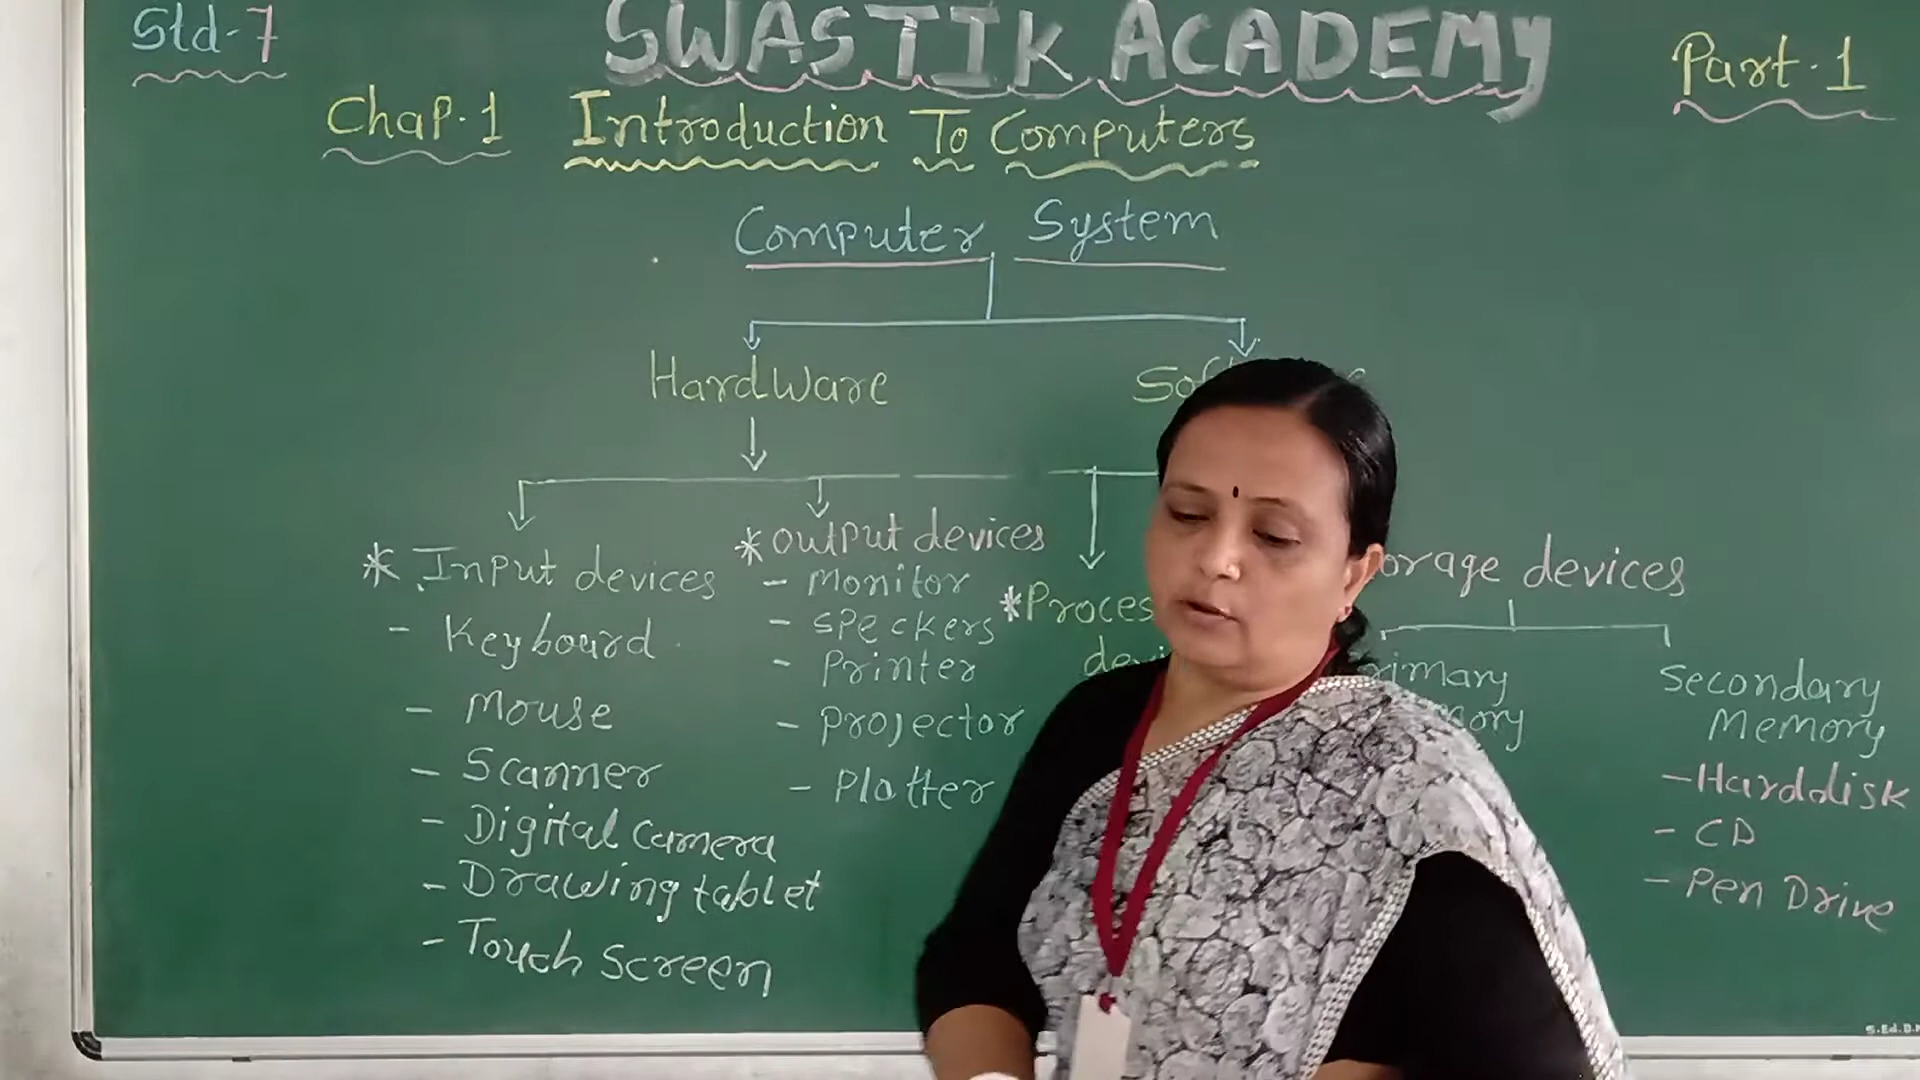 Std-7
SWASTIK ACADEMY
Part.1
Chap.1 Introduction To Computers
Computer System
Hardware
* Input devices
- Keyboard
- Mouse
- Scanner
- Digital Camera
- Drawing tablet
- Touch Screen
* Output devices
- Monitor
- Speckers
- Printer
- Projector
- Plotter
Secondary
Memory
- Harddisk
- CD
- Pen Drive